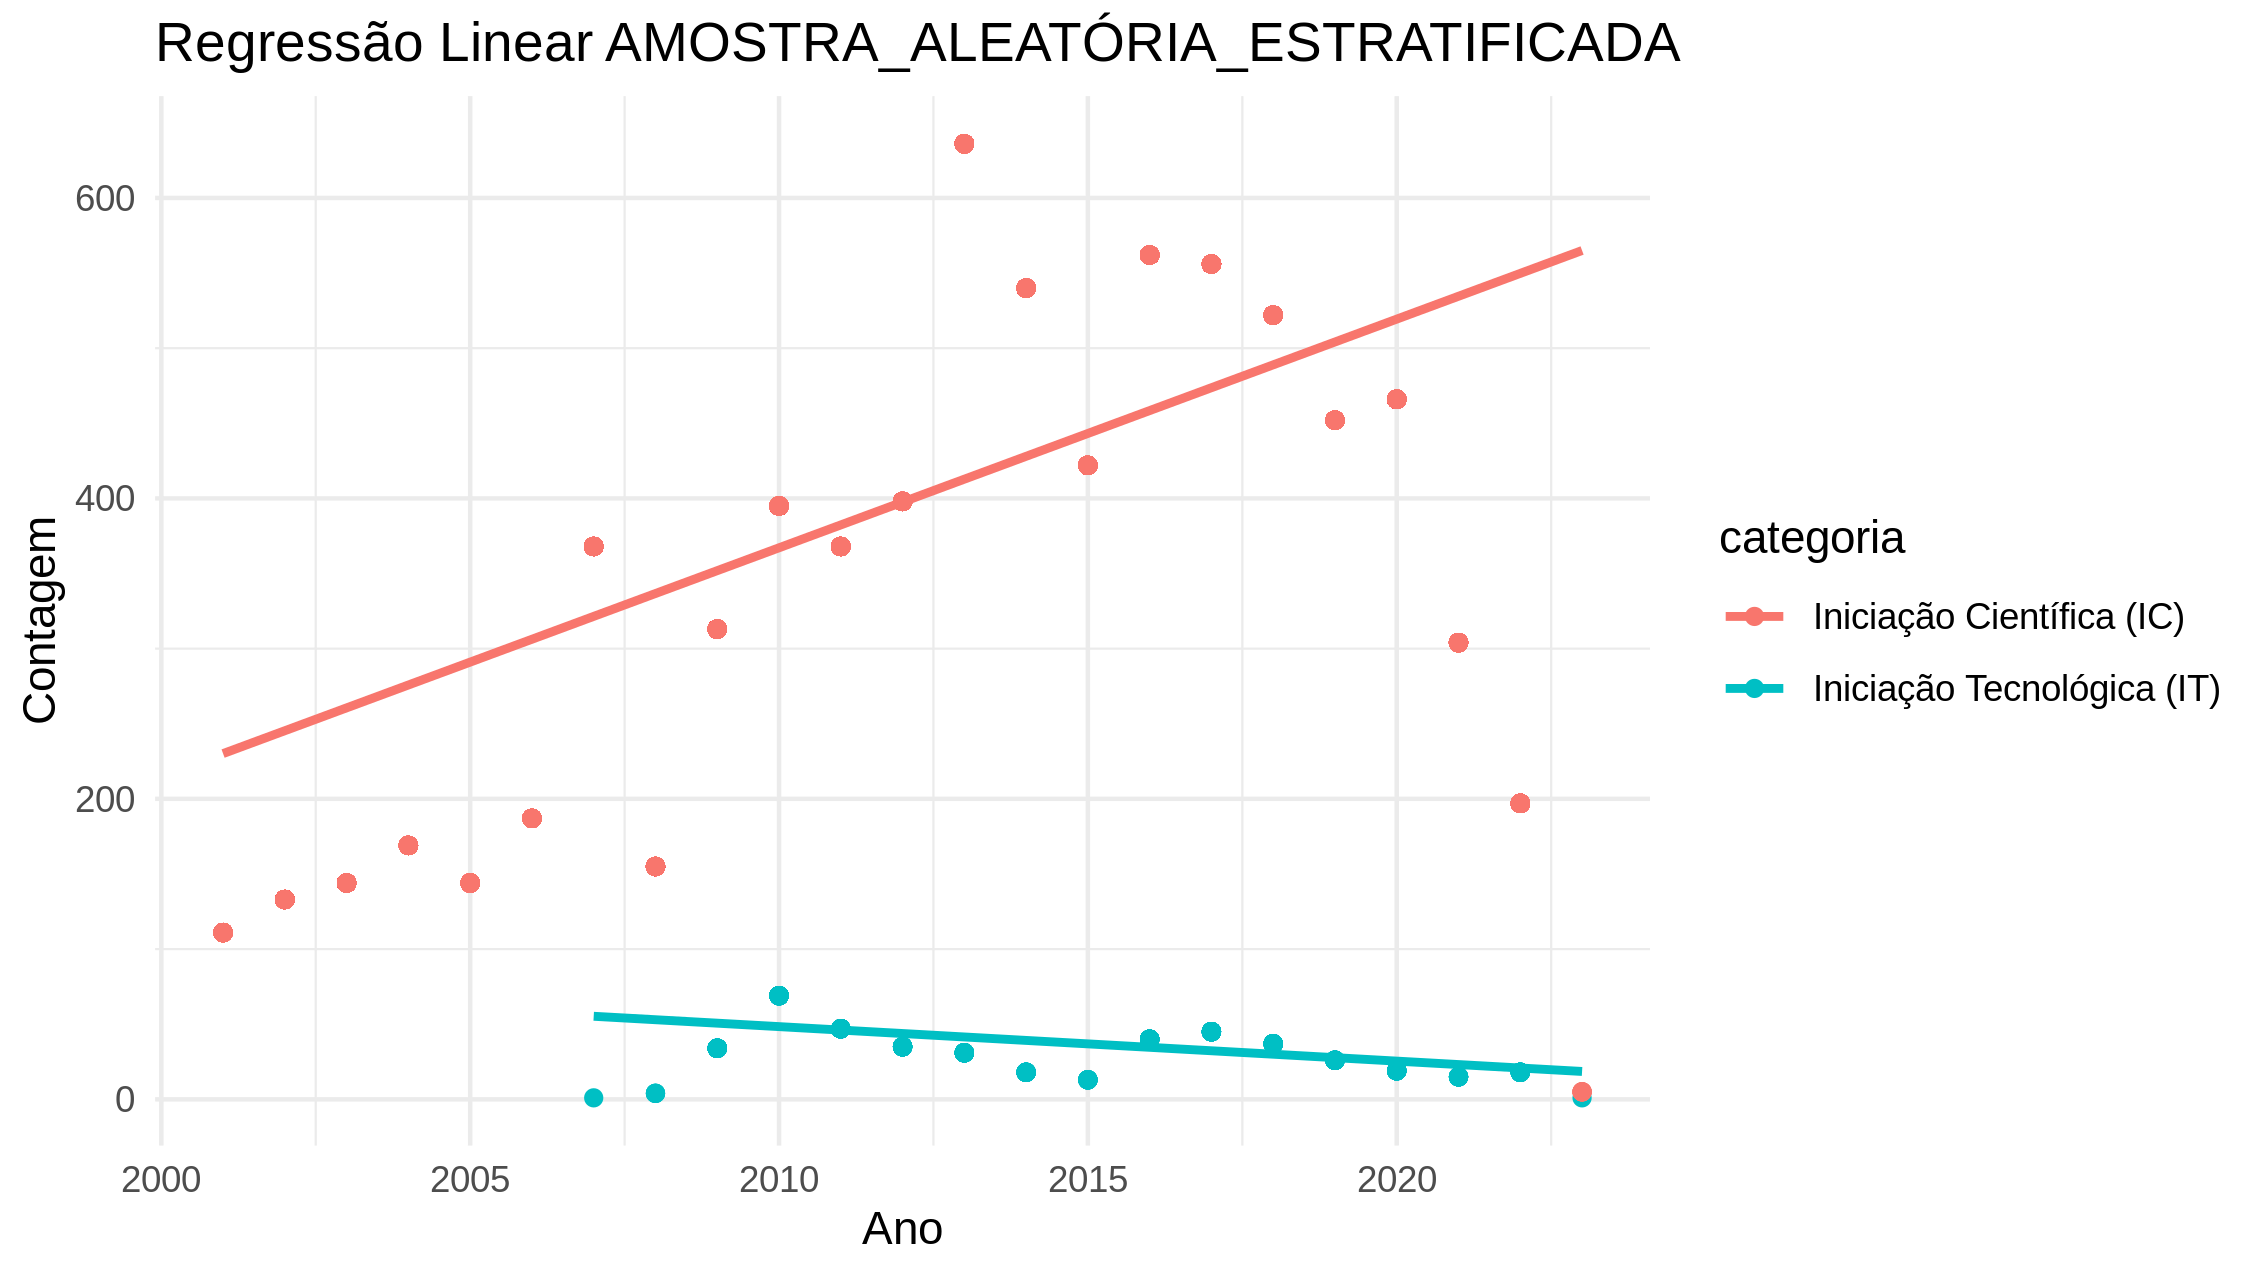 Regressão Linear AMOSTRA_ALEATÓRIA_ESTRATIFICADA
Contagem
600
400
200
0
2000 2005 2010 2015 2020
Ano
categoria
Iniciação Científica (IC)
Iniciação Tecnológica (IT)